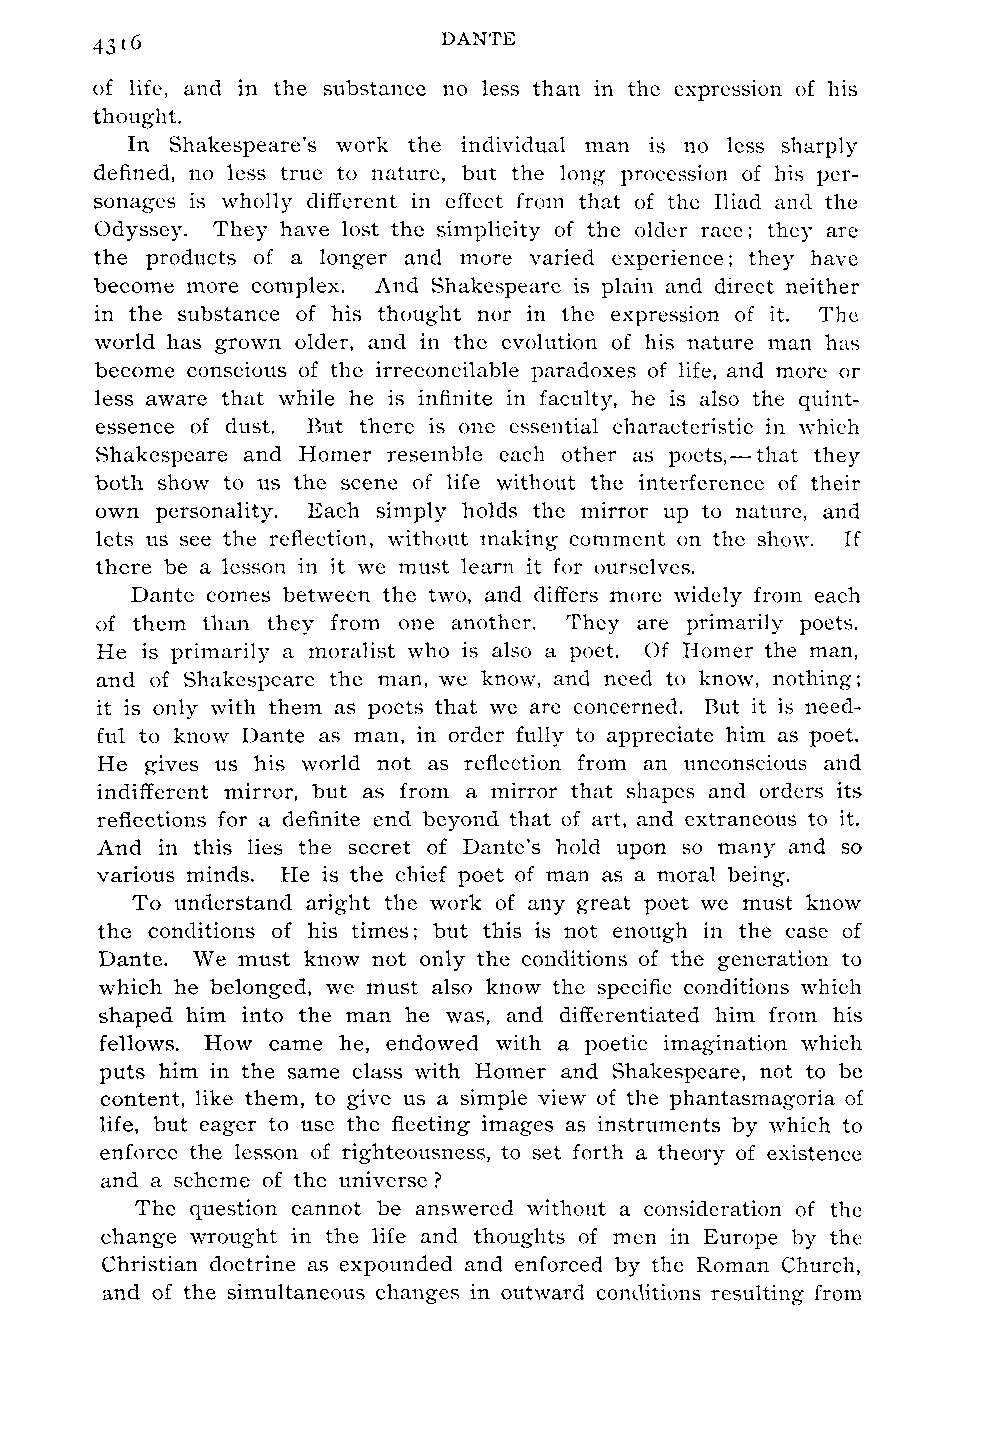 4316 DANTE
of life, and in the substance no less than in the expression of his
thought.
In Shakespeare's work the individual man is no less sharply
defined, no less true to nature, but the long procession of his per-
sonages is wholly different in effect from that of the Iliad and the
Odyssey. They have lost the simplicity of the older race; they are
the products of a longer and more varied experience; they have
become more complex. And Shakespeare is plain and direct neither
in the substance of his thought nor in the expression of it. The
world has grown older, and in the evolution of his nature man has
become conscious of the irreconcilable paradoxes of life, and more or
less aware that while he is infinite in faculty, he is also the quint-
essence of dust. But there is one essential characteristic in which
Shakespeare and Homer resemble each other as poets,—that they
both show to us the scene of life without the interference of their
own personality. Each simply holds the mirror up to nature, and
lets us see the reflection, without making comment on the show. If
there be a lesson in it we must learn it for ourselves.
Dante comes between the two, and differs more widely from each
of them than they from one another. They are primarily poets.
He is primarily a moralist who is also a poet. Of Homer the man,
and of Shakespeare the man, we know, and need to know, nothing;
it is only with them as poets that we are concerned. But it is need-
ful to know Dante as man, in order fully to appreciate him as poet.
He gives us his world not as reflection from an unconscious and
indifferent mirror, but as from a mirror that shapes and orders its
reflections for a definite end beyond that of art, and extraneous to it.
And in this lies the secret of Dante's hold upon so many and so
various minds. He is the chief poet of man as a moral being.
To understand aright the work of any great poet we must know
the conditions of his times; but this is not enough in the case of
Dante. We must know not only the conditions of the generation to
which he belonged, we must also know the specific conditions which
shaped him into the man he was, and differentiated him from his
fellows. How came he, endowed with a poetic imagination which
puts him in the same class with Homer and Shakespeare, not to be
content, like them, to give us a simple view of the phantasmagoria of
life, but eager to use the fleeting images as instruments by which to
enforce the lesson of righteousness, to set forth a theory of existence
and a scheme of the universe?
The question cannot be answered without a consideration of the
change wrought in the life and thoughts of men in Europe by the
Christian doctrine as expounded and enforced by the Roman Church,
and of the simultaneous changes in outward conditions resulting from